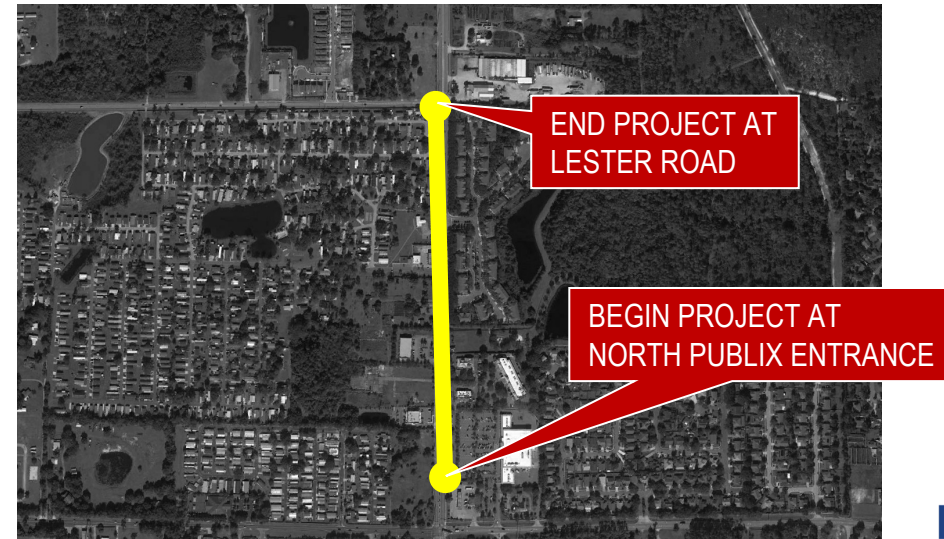 END PROJECT AT
LESTER ROAD
BEGIN PROJECT AT
NORTH PUBLIX ENTRANCE